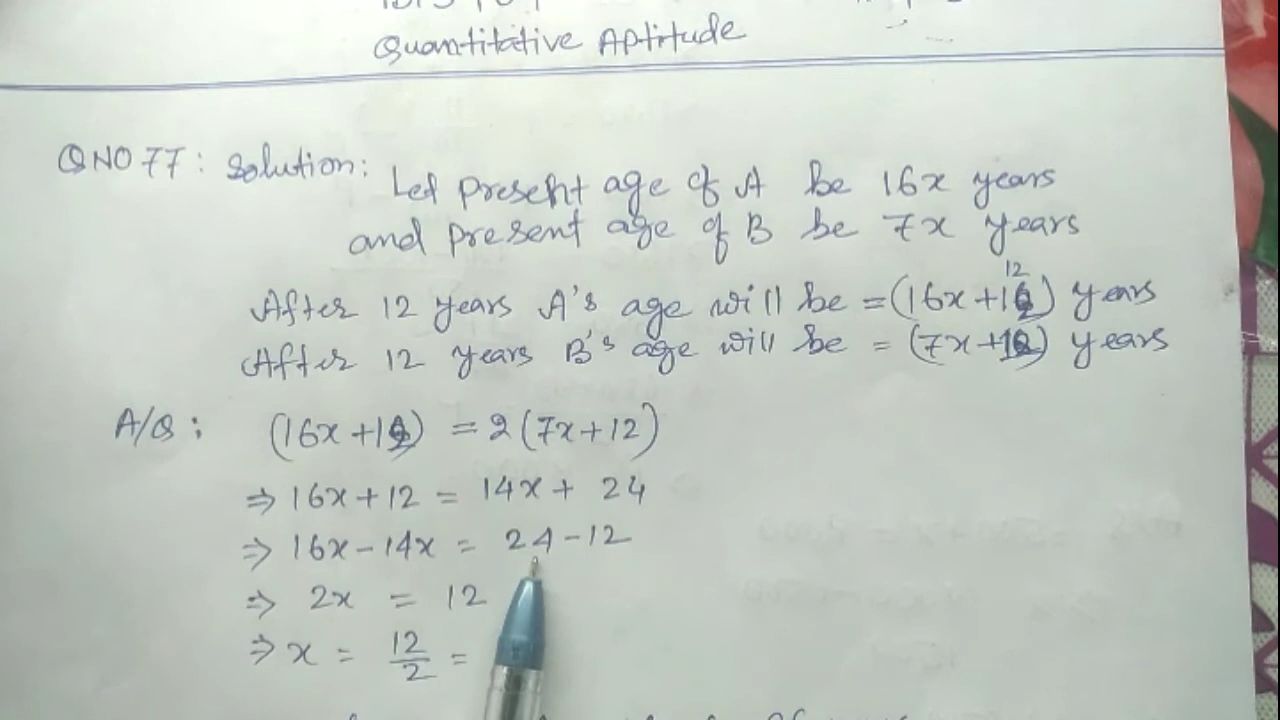 Quantitative Aptitude
QNO 77: Solution: Let Present age of A be 16x years
and Present age of B be 7x years
12
After 12 years A's age will be = (16x+12) years
After 12 years B's age will be = (7x+12) years
A/Q: (16x+12) = 2(7x+12)
⇒ 16x+12 = 14x+ 24
⇒ 16x-14x = 24-12
⇒ 2x = 12
⇒ x = 12/2 =